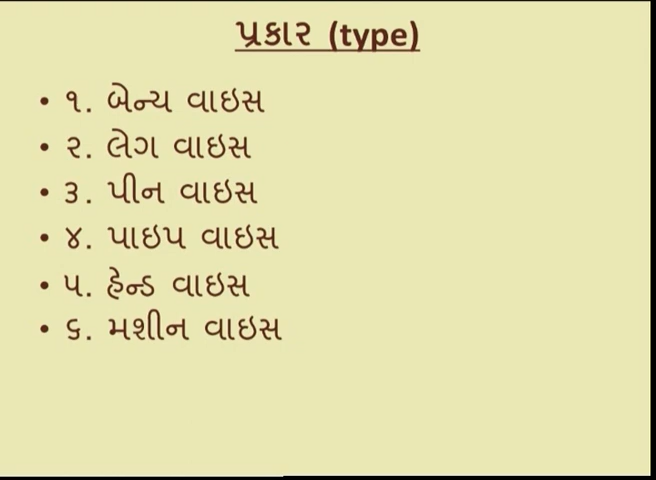 પ્રકાર (type)
• ૧. બેન્ચ વાઇસ
• ૨. લેગ વાઇસ
• ૩. પીન વાઇસ
• ૪. પાઇપ વાઇસ
• ૫. હેન્ડ વાઇસ
• ૬. મશીન વાઇસ